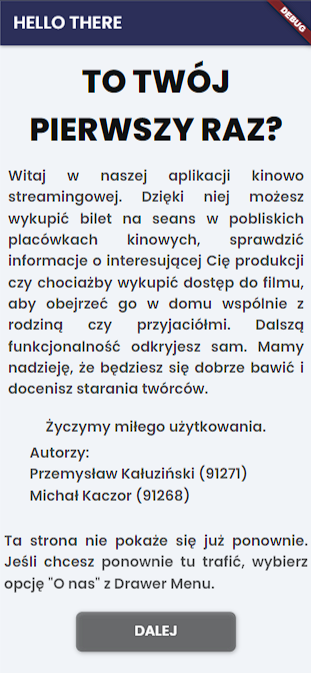 HELLO THERE
DEBUG
TO TWÓJ
PIERWSZY RAZ?
Witaj w naszej aplikacji kinowo
streamingowej. Dzięki niej możesz
wykupić bilet na seans w pobliskich
placówkach kinowych, sprawdzić
informacje o interesującej Cię produkcji
czy chociażby wykupić dostęp do filmu,
aby obejrzeć go w domu wspólnie z
rodziną czy przyjaciółmi. Dalszą
funkcjonalność odkryjesz sam. Mamy
nadzieję, że będziesz się dobrze bawić i
docenisz starania twórców.
Życzymy miłego użytkowania.
Autorzy:
Przemysław Kałuziński (91271)
Michał Kaczor (91268)
Ta strona nie pokaże się już ponownie.
Jeśli chcesz ponownie tu trafić, wybierz
opcję "O nas" z Drawer Menu.
DALEJ